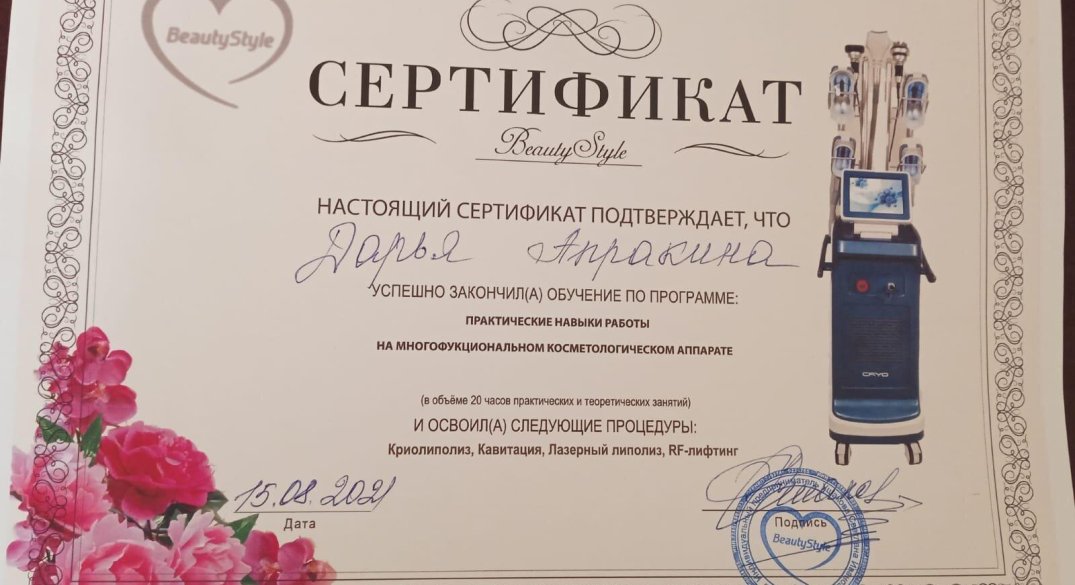 BeautyStyle
СЕРТИФИКАТ
BeautyStyle
НАСТОЯЩИЙ СЕРТИФИКАТ ПОДТВЕРЖДАЕТ, ЧТО
Дарья Апракина
УСПЕШНО ЗАКОНЧИЛ(А) ОБУЧЕНИЕ ПО ПРОГРАММЕ:
ПРАКТИЧЕСКИЕ НАВЫКИ РАБОТЫ
НА МНОГОФУКЦИОНАЛЬНОМ КОСМЕТОЛОГИЧЕСКОМ АППАРАТЕ
(в объёме 20 часов практических и теоретических занятий)
И ОСВОИЛ(А) СЛЕДУЮЩИЕ ПРОЦЕДУРЫ:
Криолиполиз, Кавитация, Лазерный липолиз, RF-лифтинг
CRYO
15.08.2021
Дата
Подпись
Индивидуальный предприниматель
BeautyStyle